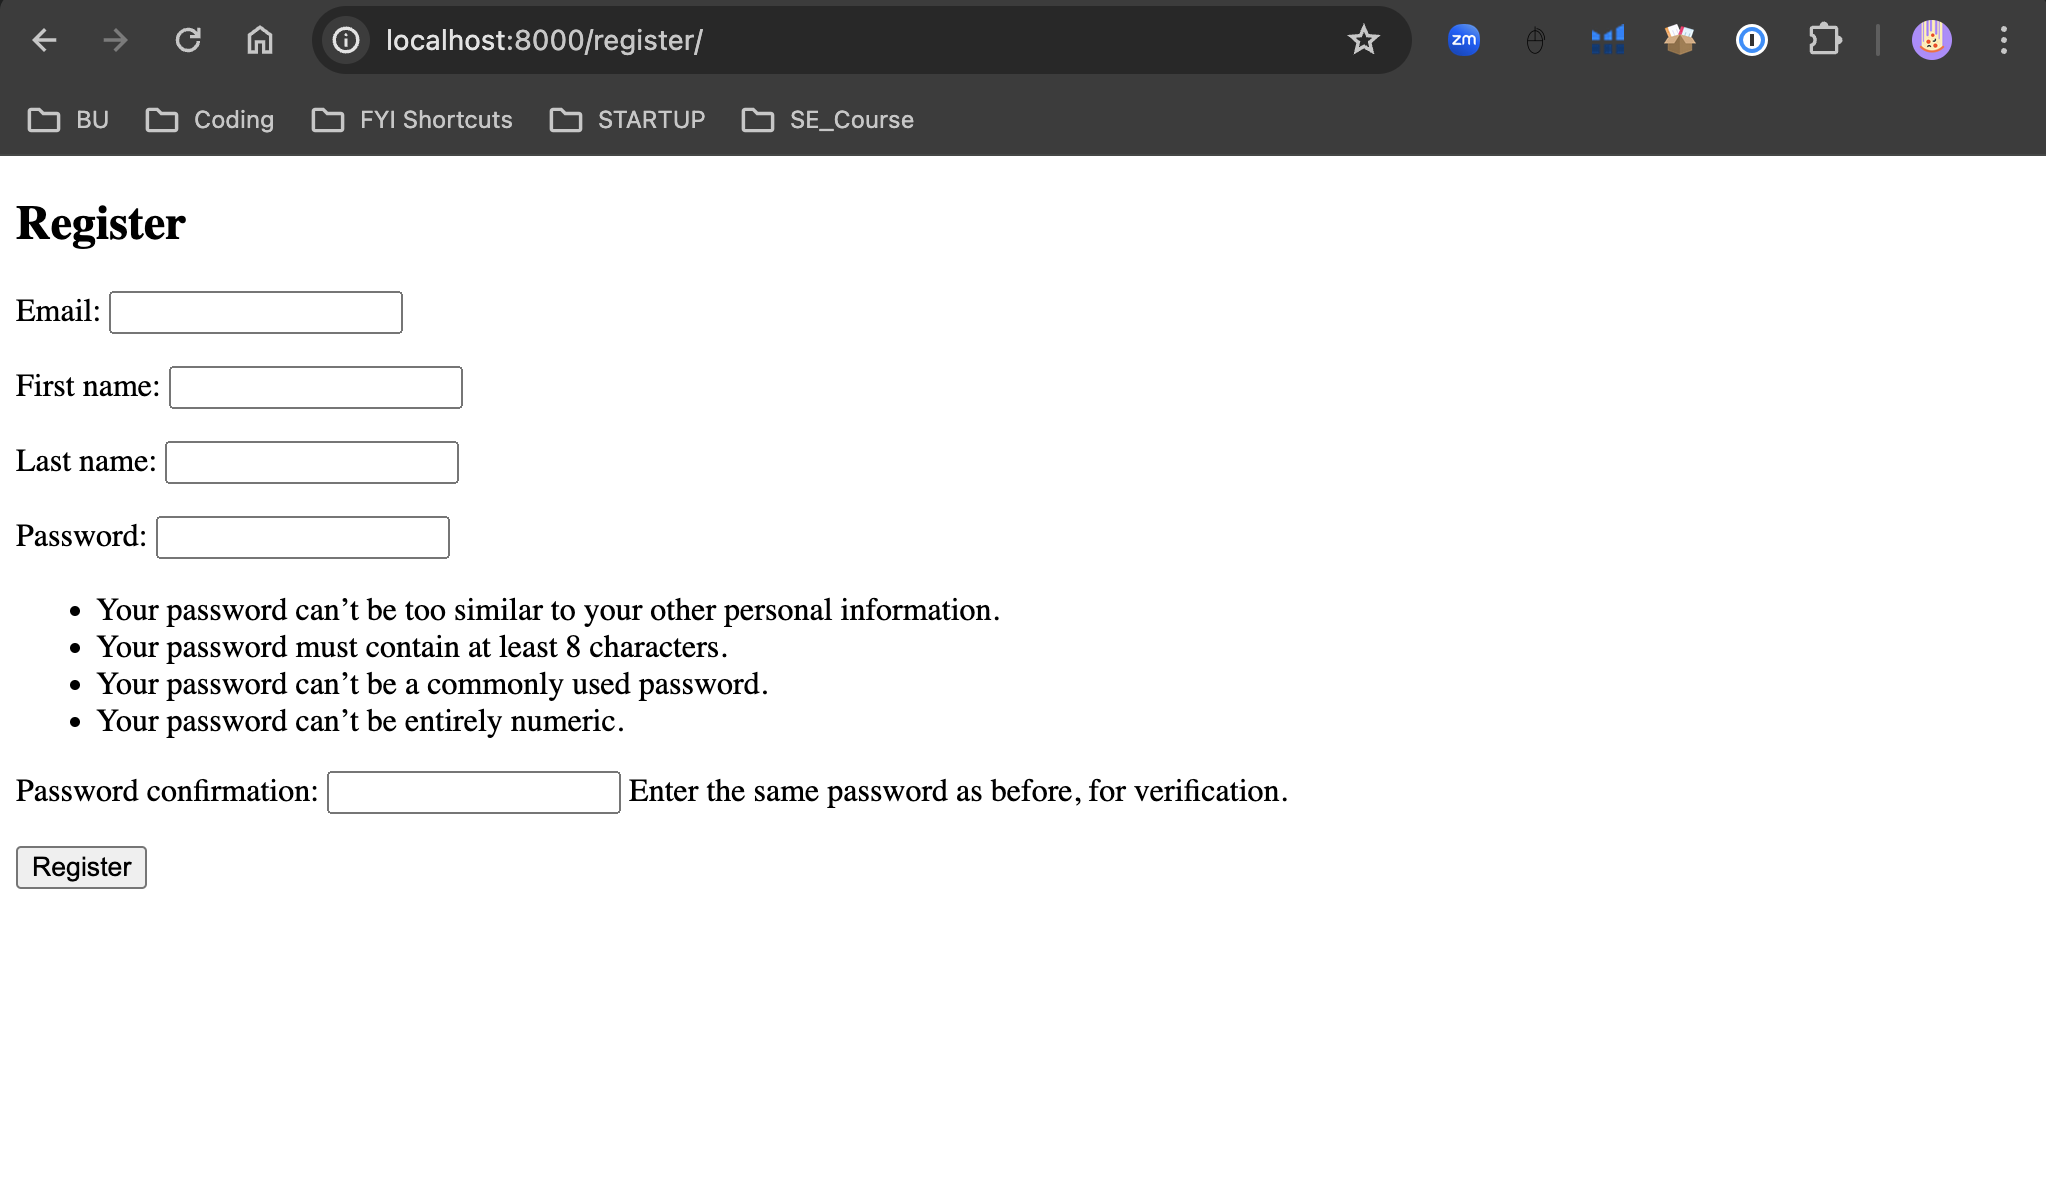 localhost:8000/register/
zm
BU Coding FYI Shortcuts STARTUP SE_Course
Register
Email:
First name:
Last name:
Password:
• Your password can’t be too similar to your other personal information.
• Your password must contain at least 8 characters.
• Your password can’t be a commonly used password.
• Your password can’t be entirely numeric.
Password confirmation: Enter the same password as before, for verification.
Register